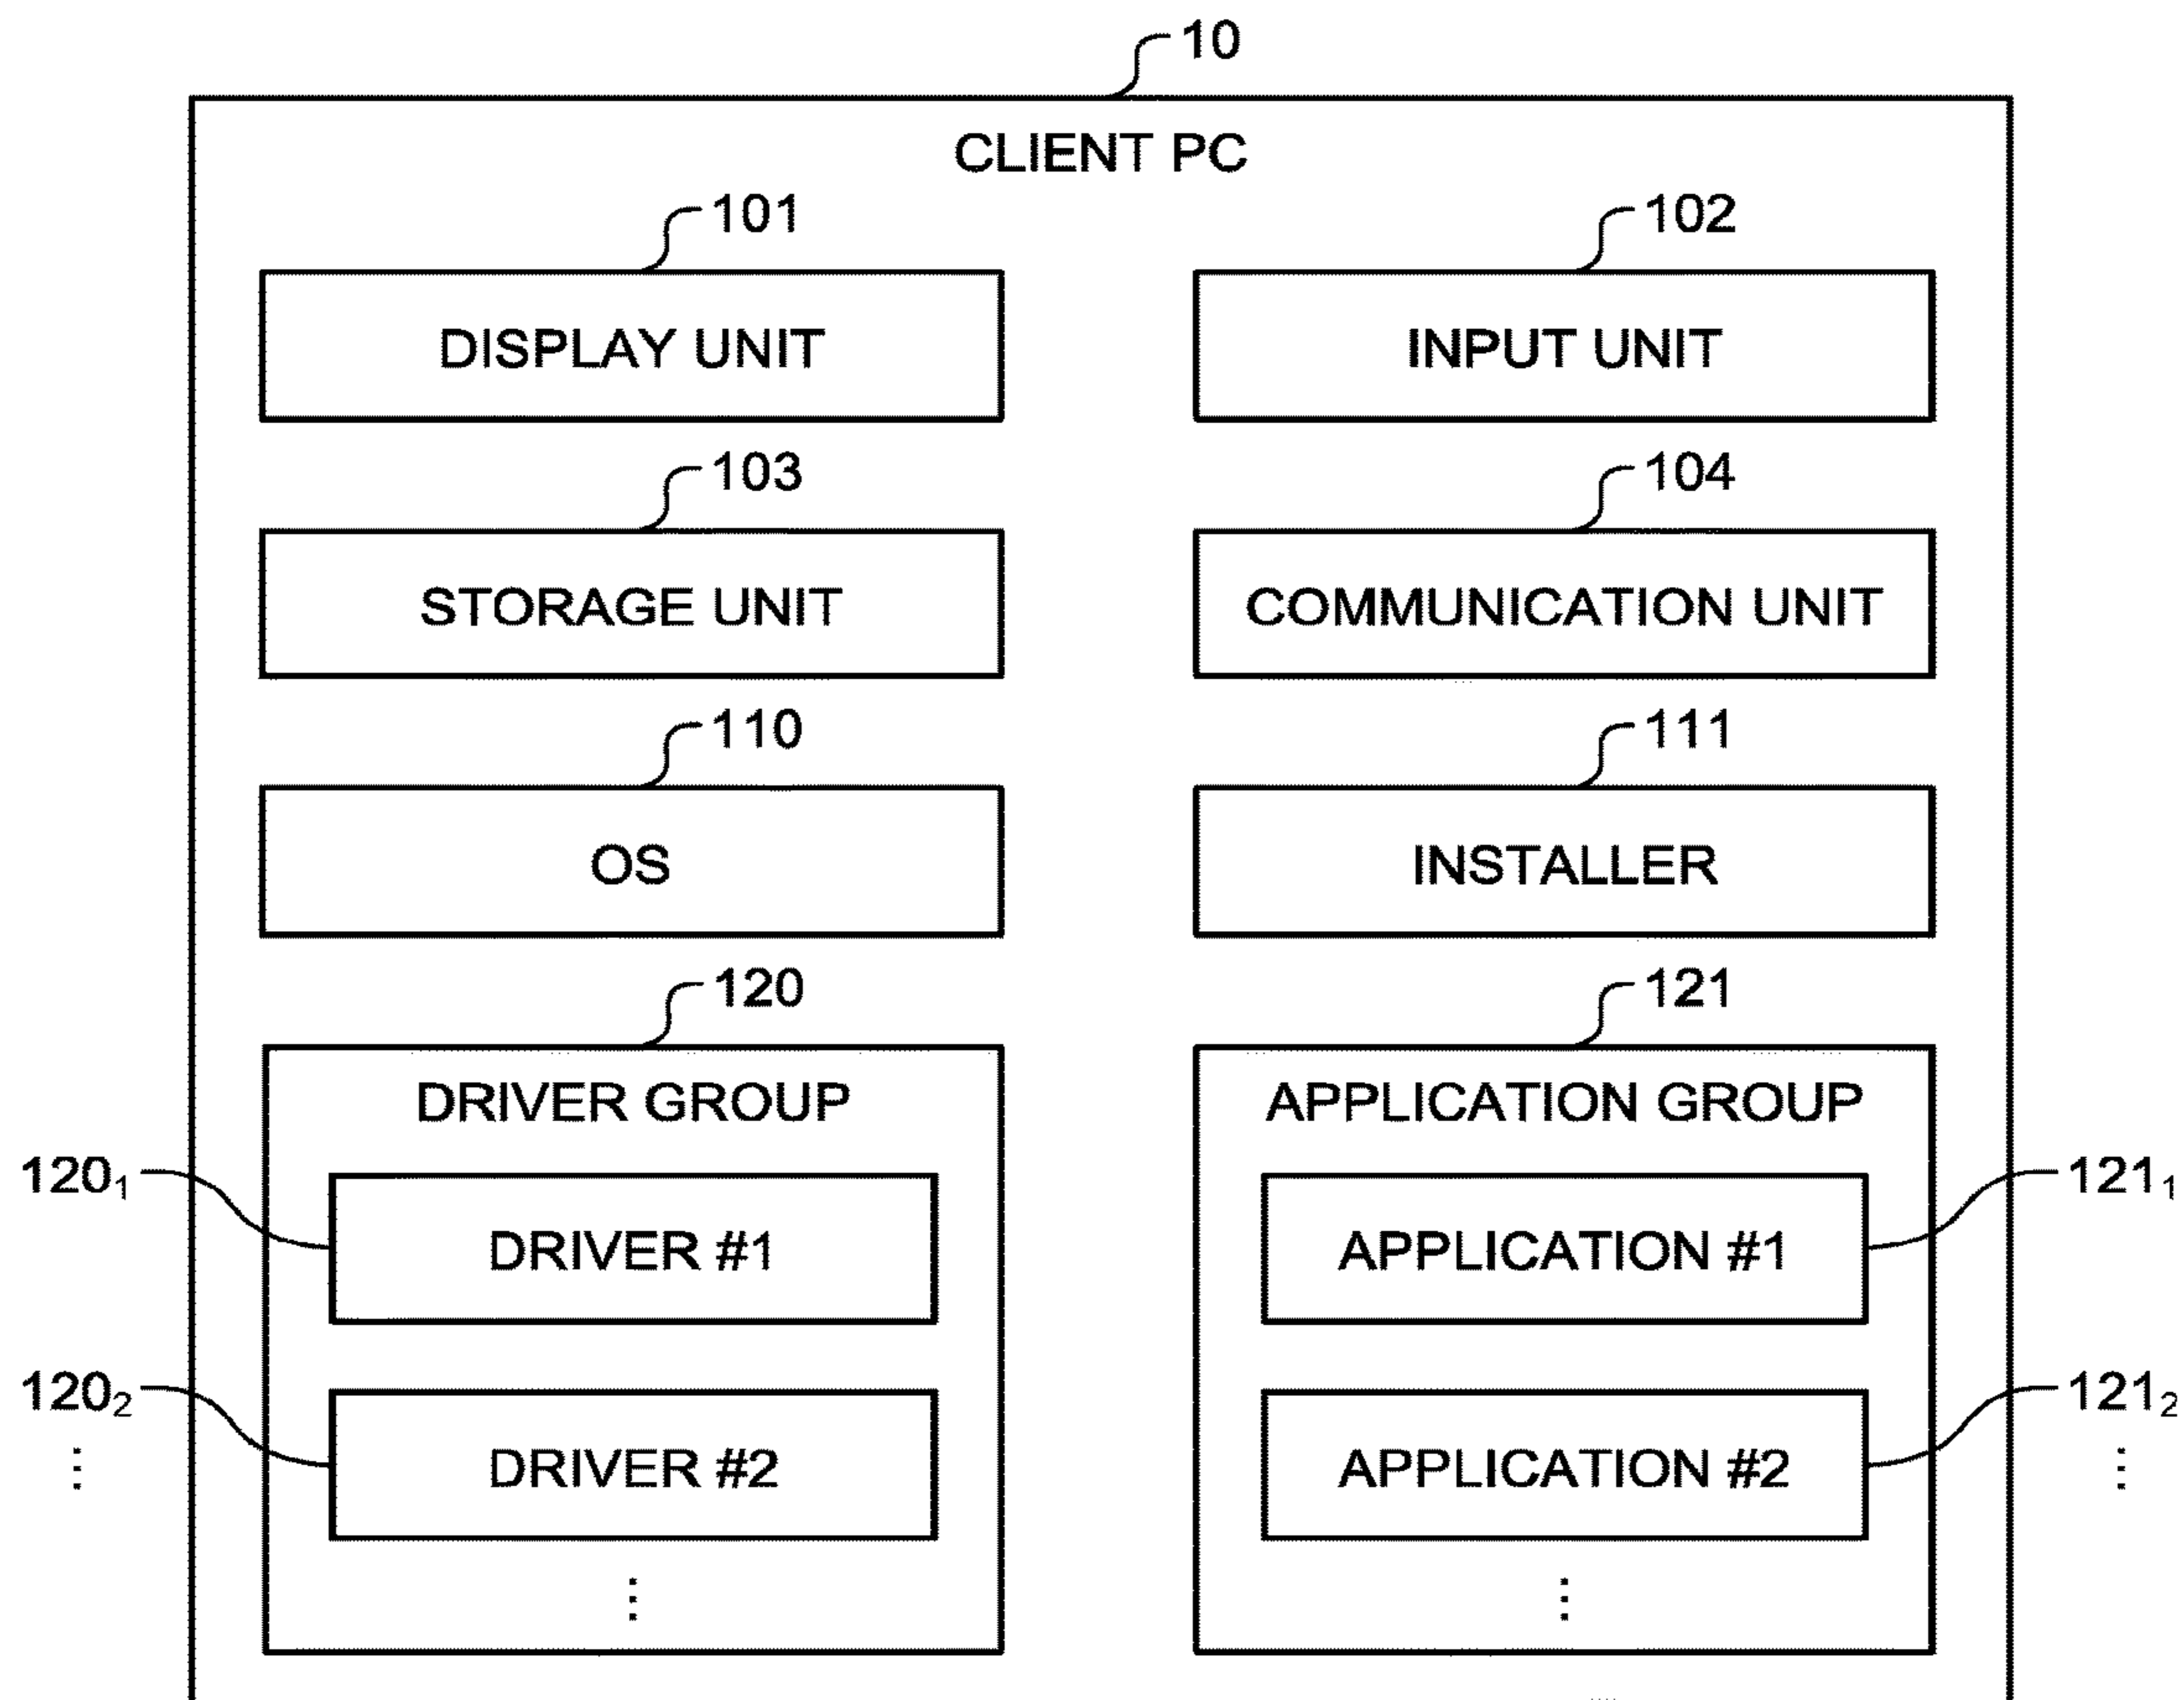 10
CLIENT PC
101
102
DISPLAY UNIT
INPUT UNIT
103
104
STORAGE UNIT
COMMUNICATION UNIT
110
111
OS
INSTALLER
120
121
DRIVER GROUP
APPLICATION GROUP
120₁
DRIVER #1
APPLICATION #1
121₁
120₂
DRIVER #2
APPLICATION #2
121₂